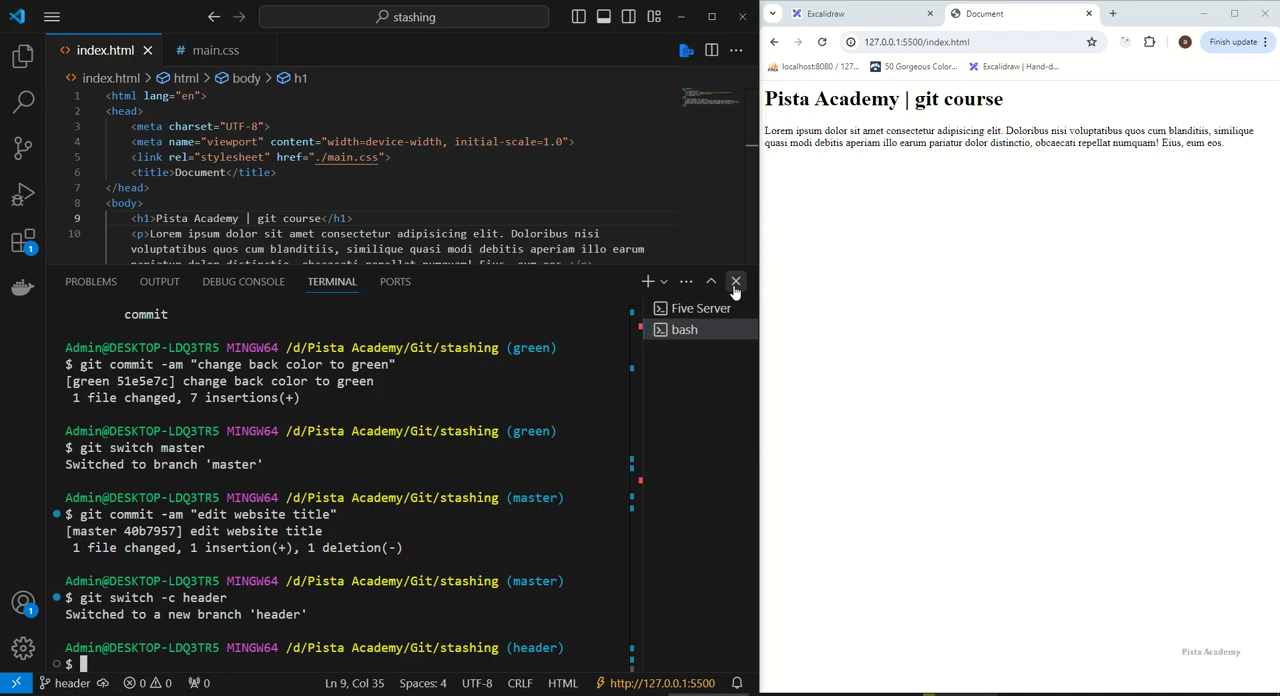 stashing
index.html
main.css
index.html > html > body > h1
1 <html lang="en">
2 <head>
3 <meta charset="UTF-8">
4 <meta name="viewport" content="width=device-width, initial-scale=1.0">
5 <link rel="stylesheet" href="./main.css">
6 <title>Document</title>
7 </head>
8 <body>
9 <h1>Pista Academy | git course</h1>
10 <p>Lorem ipsum dolor sit amet consectetur adipisicing elit. Doloribus nisi
voluptatibus quos cum blanditiis, similique quasi modi debitis aperiam illo earum
PROBLEMS OUTPUT DEBUG CONSOLE TERMINAL PORTS
Five Server
bash
commit
Admin@DESKTOP-LDQ3TR5 MINGW64 /d/Pista Academy/Git/stashing (green)
$ git commit -am "change back color to green"
[green 51e5e7c] change back color to green
1 file changed, 7 insertions(+)
Admin@DESKTOP-LDQ3TR5 MINGW64 /d/Pista Academy/Git/stashing (green)
$ git switch master
Switched to branch 'master'
Admin@DESKTOP-LDQ3TR5 MINGW64 /d/Pista Academy/Git/stashing (master)
$ git commit -am "edit website title"
[master 40b7957] edit website title
1 file changed, 1 insertion(+), 1 deletion(-)
Admin@DESKTOP-LDQ3TR5 MINGW64 /d/Pista Academy/Git/stashing (master)
$ git switch -c header
Switched to a new branch 'header'
Admin@DESKTOP-LDQ3TR5 MINGW64 /d/Pista Academy/Git/stashing (header)
$
1
1
header 0 0 0 Ln 9, Col 35 Spaces: 4 UTF-8 CRLF HTML http://127.0.0.1:5500
Excalidraw
Document
127.0.0.1:5500/index.html
a
Finish update
localhost:8080 / 127...
50 Gorgeous Color...
Excalidraw | Hand-d...
Pista Academy | git course
Lorem ipsum dolor sit amet consectetur adipisicing elit. Doloribus nisi voluptatibus quos cum blanditiis, similique
quasi modi debitis aperiam illo earum pariatur dolor distinctio, obcaecati repellat numquam! Eius, eum eos.
Pista Academy